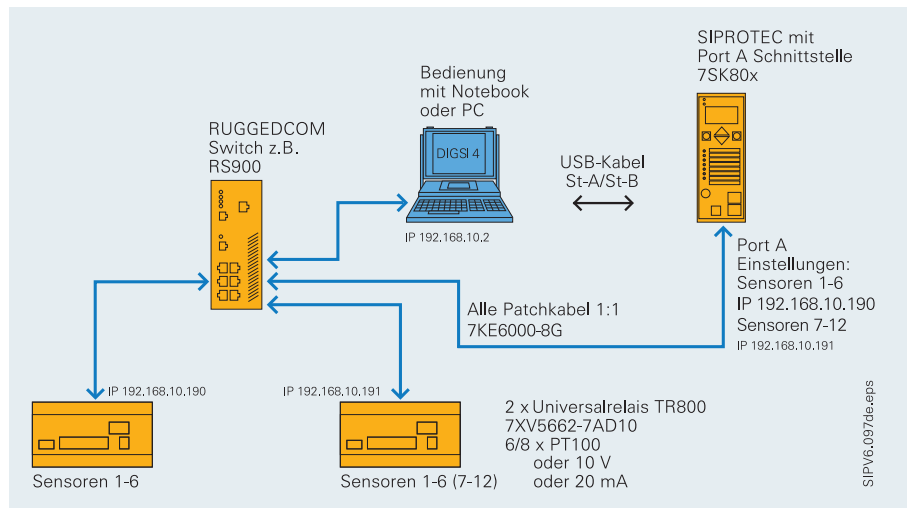 SIPROTEC mit
Port A Schnittstelle
7SK80x
Bedienung
mit Notebook
oder PC
RUGGEDCOM
Switch z.B.
RS900
DIGSI 4
USB-Kabel
St-A/St-B
IP 192.168.10.2
Port A
Einstellungen:
Sensoren 1-6
IP 192.168.10.190
Sensoren 7-12
IP 192.168.10.191
Alle Patchkabel 1:1
7KE6000-8G
IP 192.168.10.190
IP 192.168.10.191
2 x Universalrelais TR800
7XV5662-7AD10
6/8 x PT100
oder 10 V
oder 20 mA
Sensoren 1-6
Sensoren 1-6 (7-12)
SIPV6.097de.eps